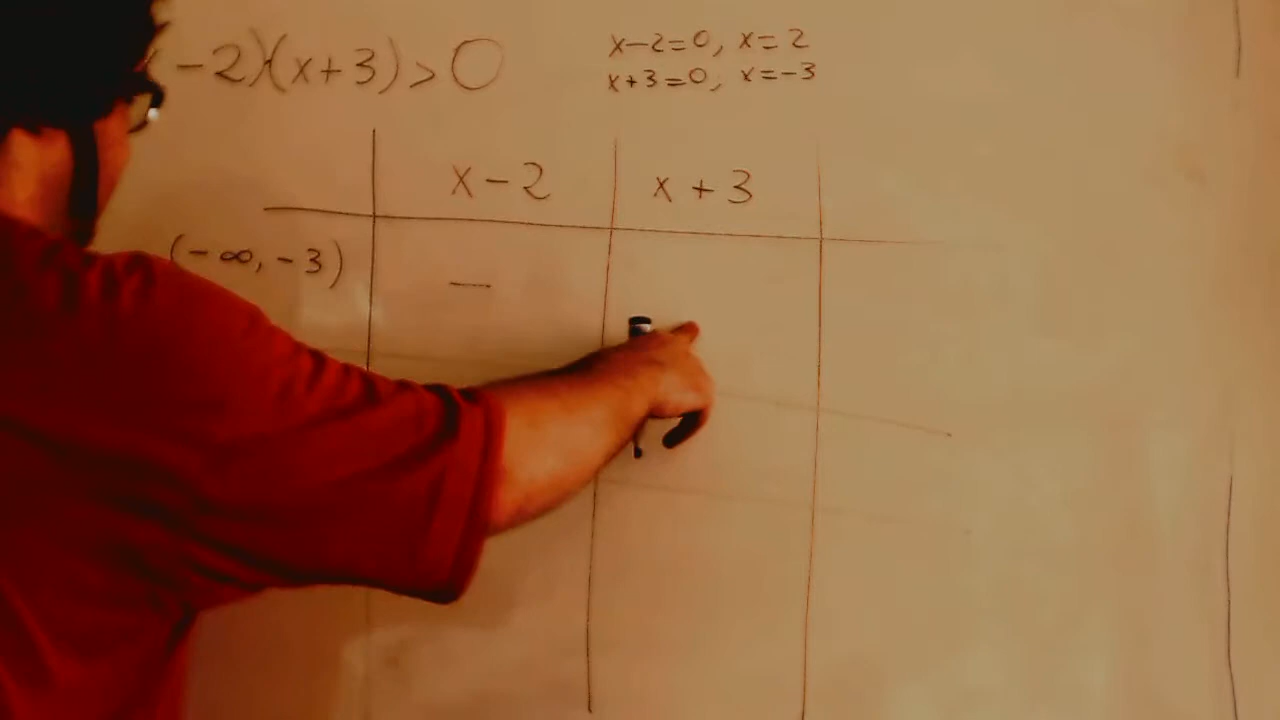 -2)(x+3)>0
x-2=0, x=2
x+3=0, x=-3
x-2 x+3
(-∞,-3) -